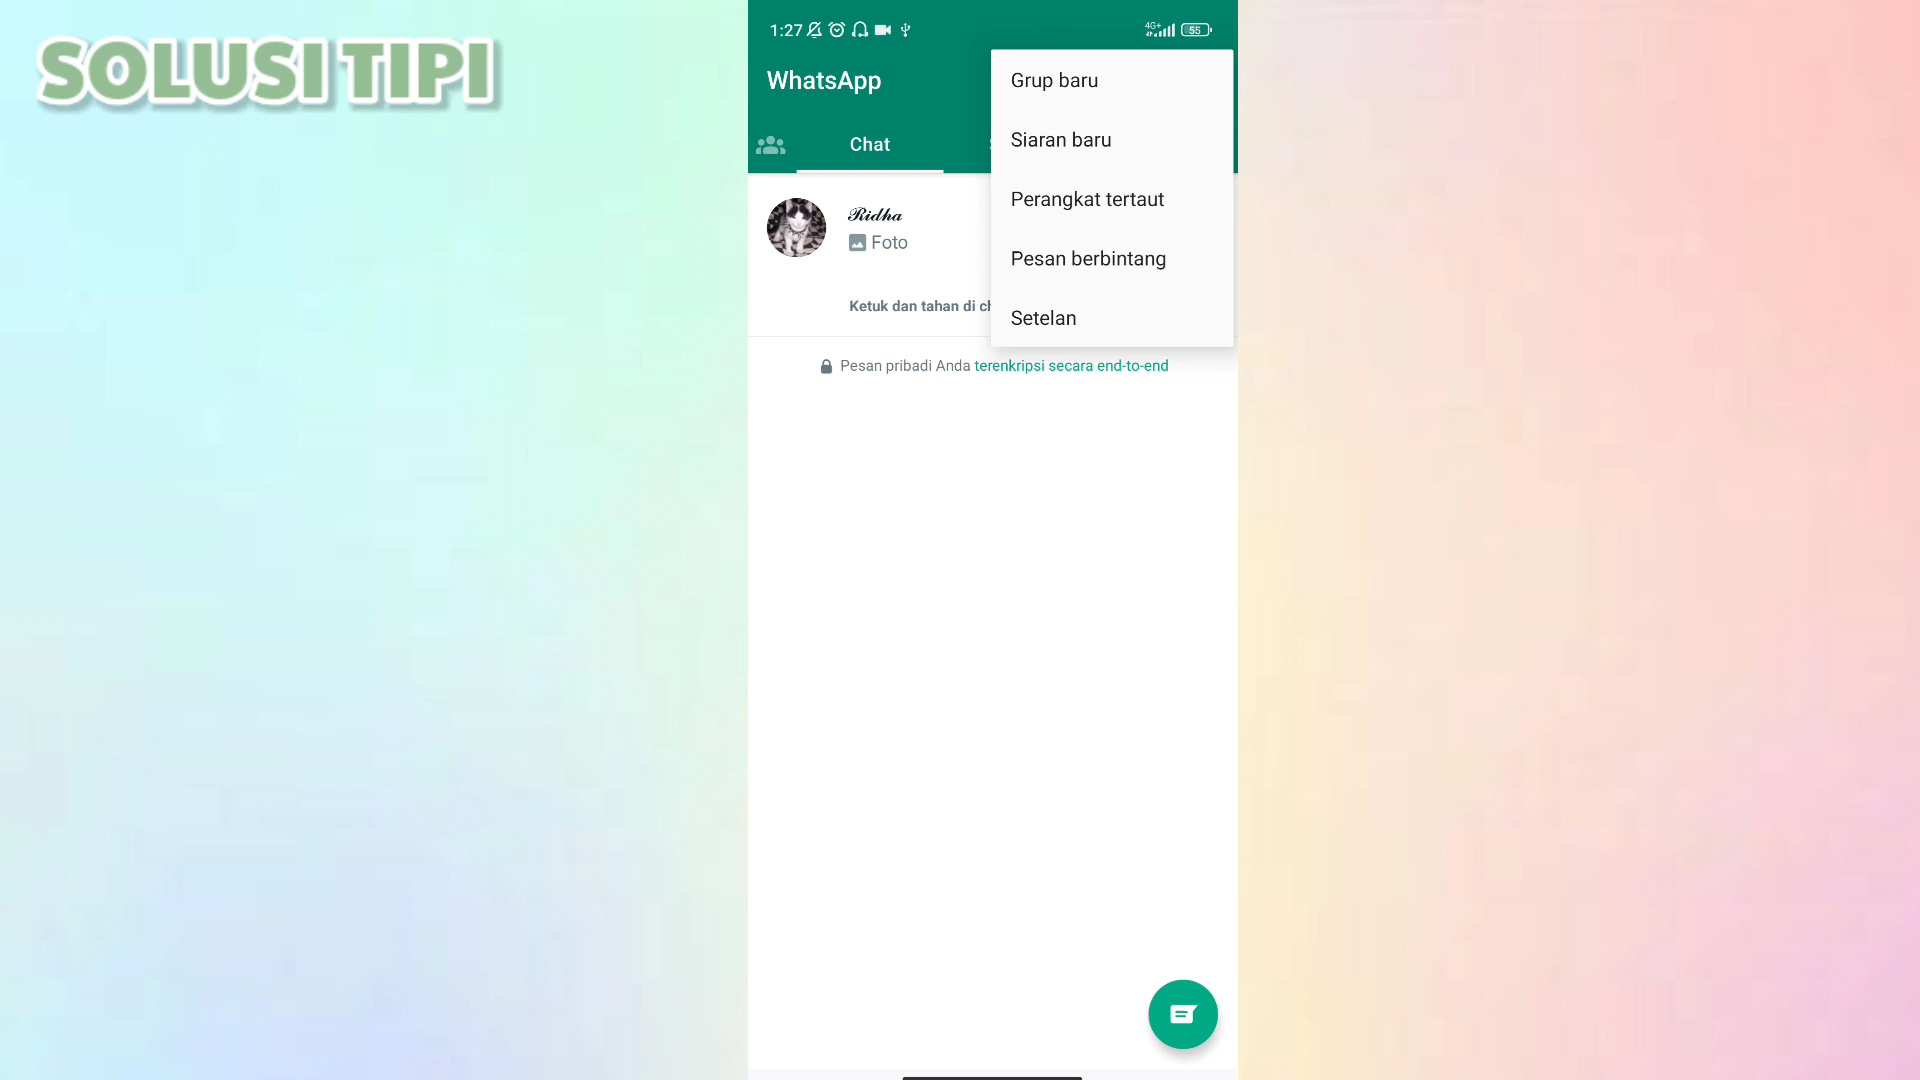 SOLUSI TIPI
1:27
4G+
55
WhatsApp
Chat
Grup baru
Siaran baru
Perangkat tertaut
Pesan berbintang
Setelan
𝓡𝓲𝓭𝓱𝓪
Foto
Ketuk dan tahan di
Pesan pribadi Anda terenkripsi secara end-to-end